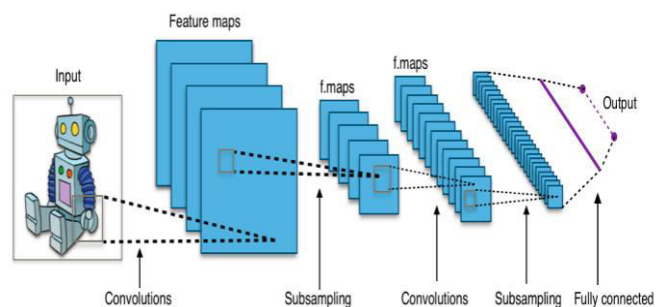 Feature maps
Input
f.maps
f.maps
Output
Convolutions
Subsampling
Convolutions
Subsampling
Fully connected